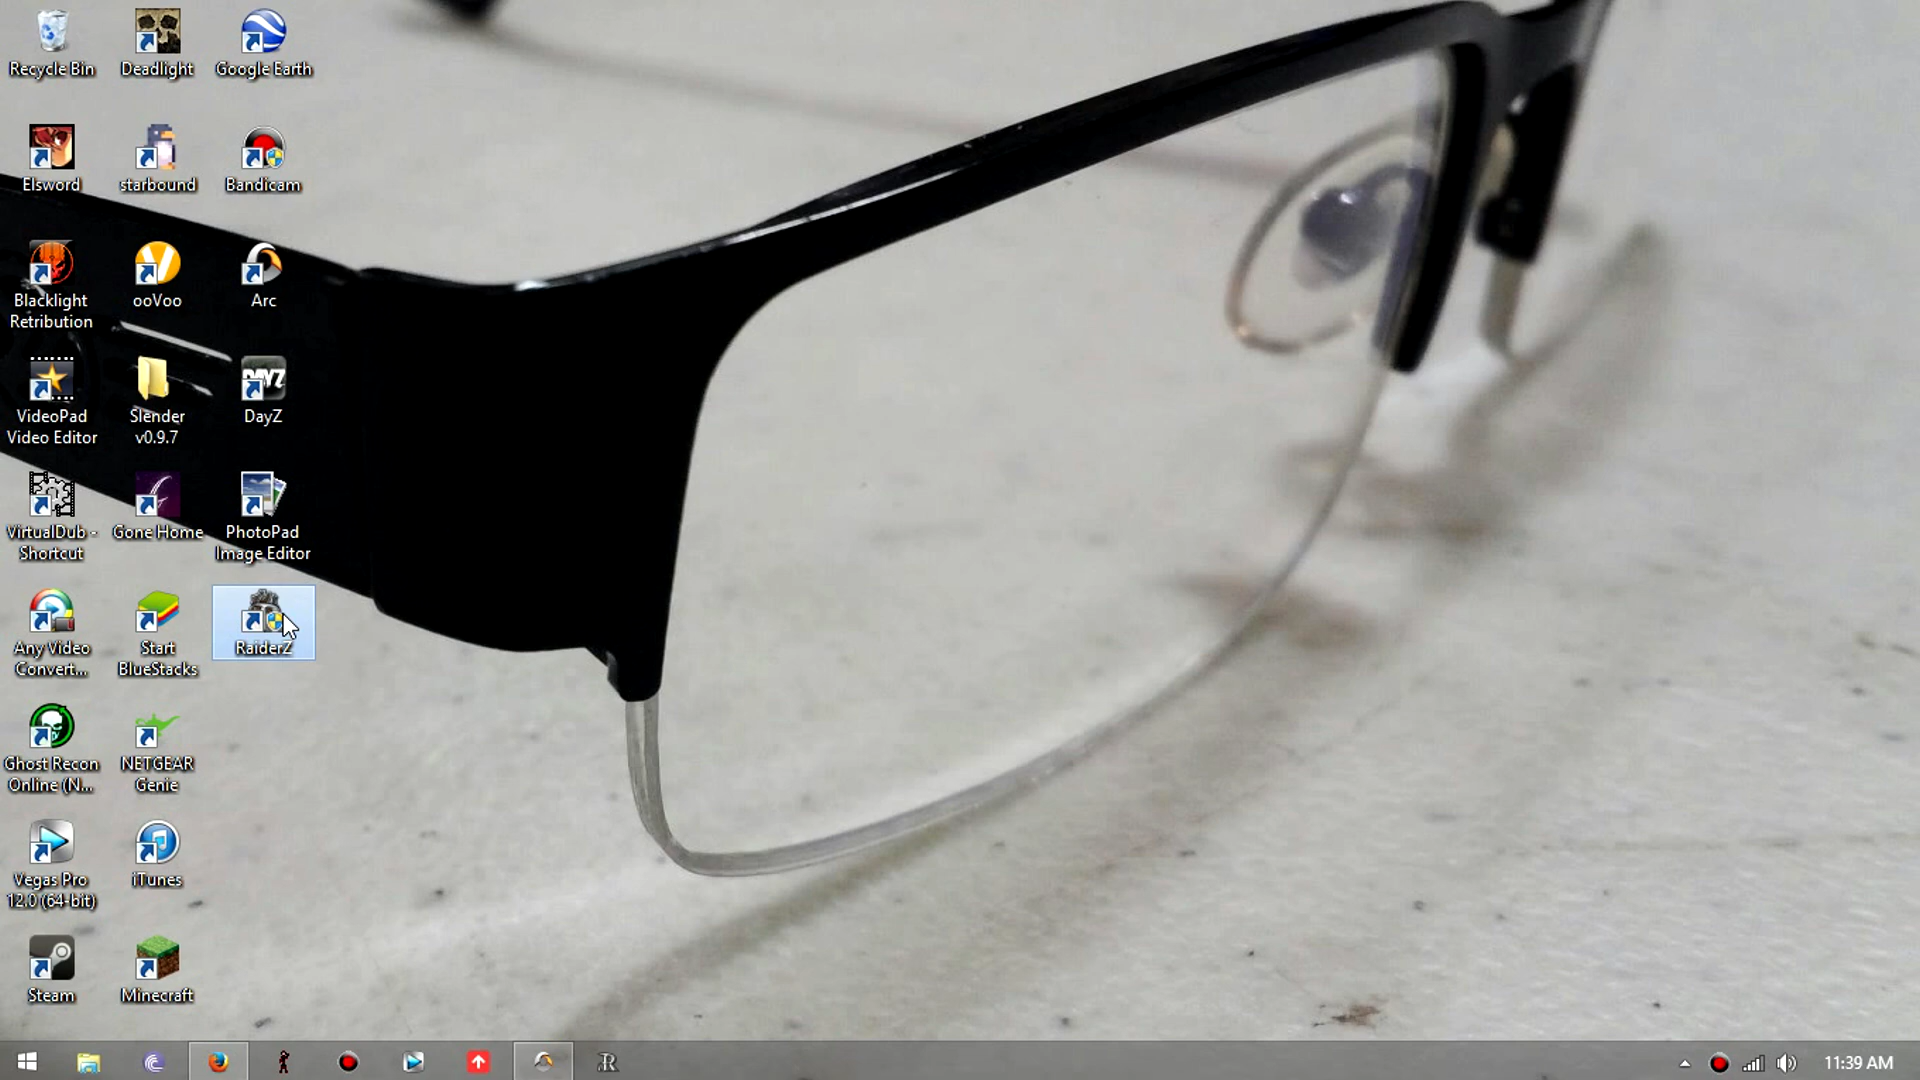 Recycle Bin
Deadlight
Google Earth
Elsword
starbound
Bandicam
Blacklight
Retribution
ooVoo
Arc
VideoPad
Video Editor
Slender
v0.9.7
DAYZ
DayZ
VirtualDub -
Shortcut
Gone Home
PhotoPad
Image Editor
Any Video
Convert...
Start
BlueStacks
RaiderZ
Ghost Recon
Online (N...
NETGEAR
Genie
Vegas Pro
12.0 (64-bit)
iTunes
Steam
Minecraft
11:39 AM